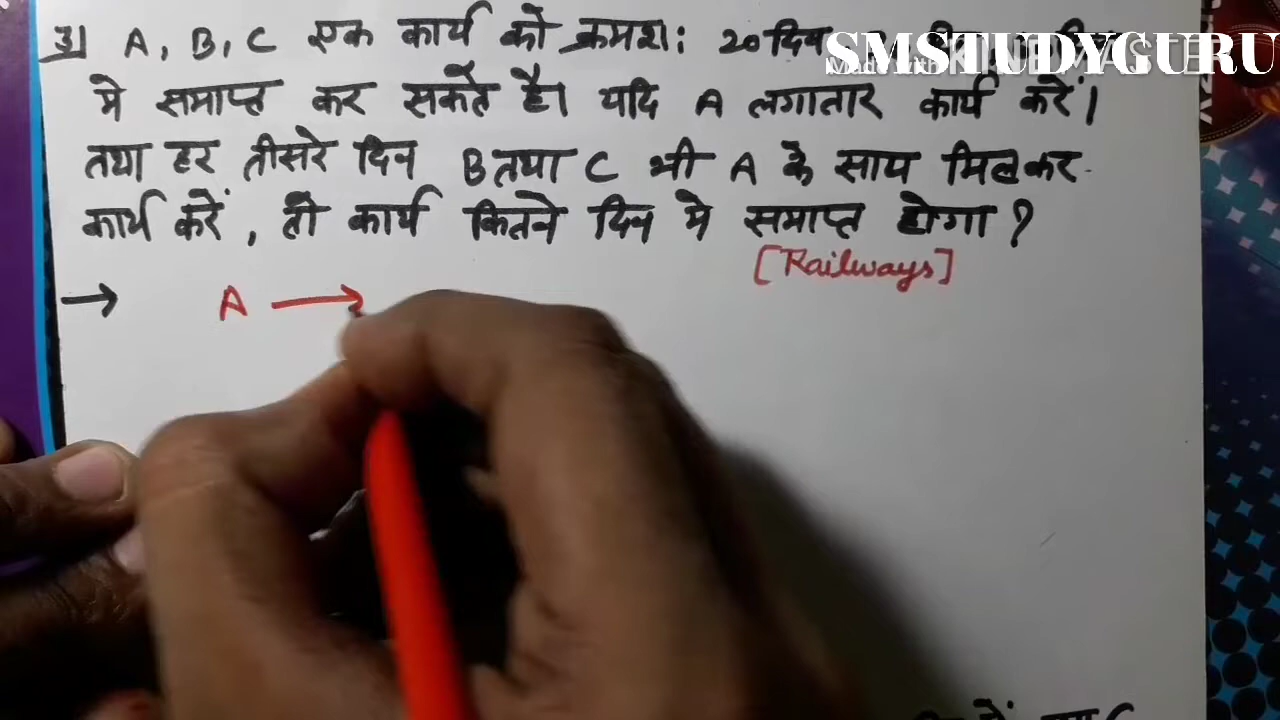 3) A, B, C एक कार्य को क्रमश: 20 दिन
SMSTUDYGURU
मे समाप्त कर सकते है। यदि A लगातार कार्य करें।
तथा हर तीसरे दिन B तथा C भी A के साथ मिलकर
कार्य करें, तो कार्य कितने दिन मे समाप्त होगा ?
[Railways]
→ A →